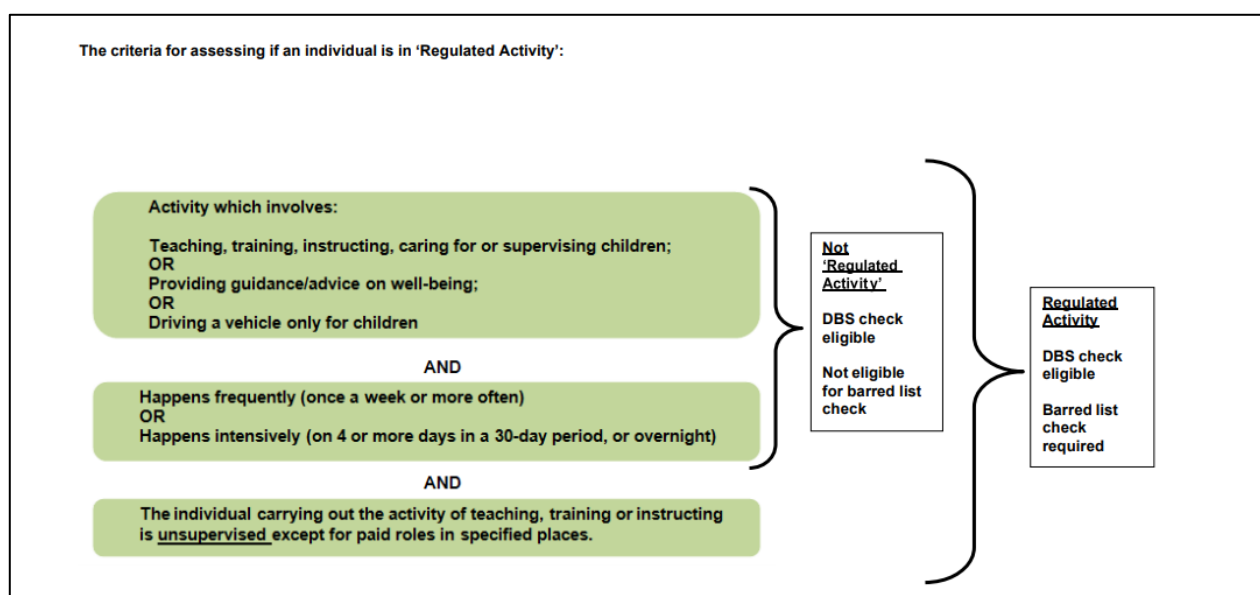 The criteria for assessing if an individual is in ‘Regulated Activity’:
Activity which involves:
Teaching, training, instructing, caring for or supervising children;
OR
Providing guidance/advice on well-being;
OR
Driving a vehicle only for children
AND
Happens frequently (once a week or more often)
OR
Happens intensively (on 4 or more days in a 30-day period, or overnight)
AND
The individual carrying out the activity of teaching, training or instructing
is unsupervised except for paid roles in specified places.
Not
‘Regulated
Activity’
DBS check
eligible
Not eligible
for barred list
check
Regulated
Activity
DBS check
eligible
Barred list
check
required